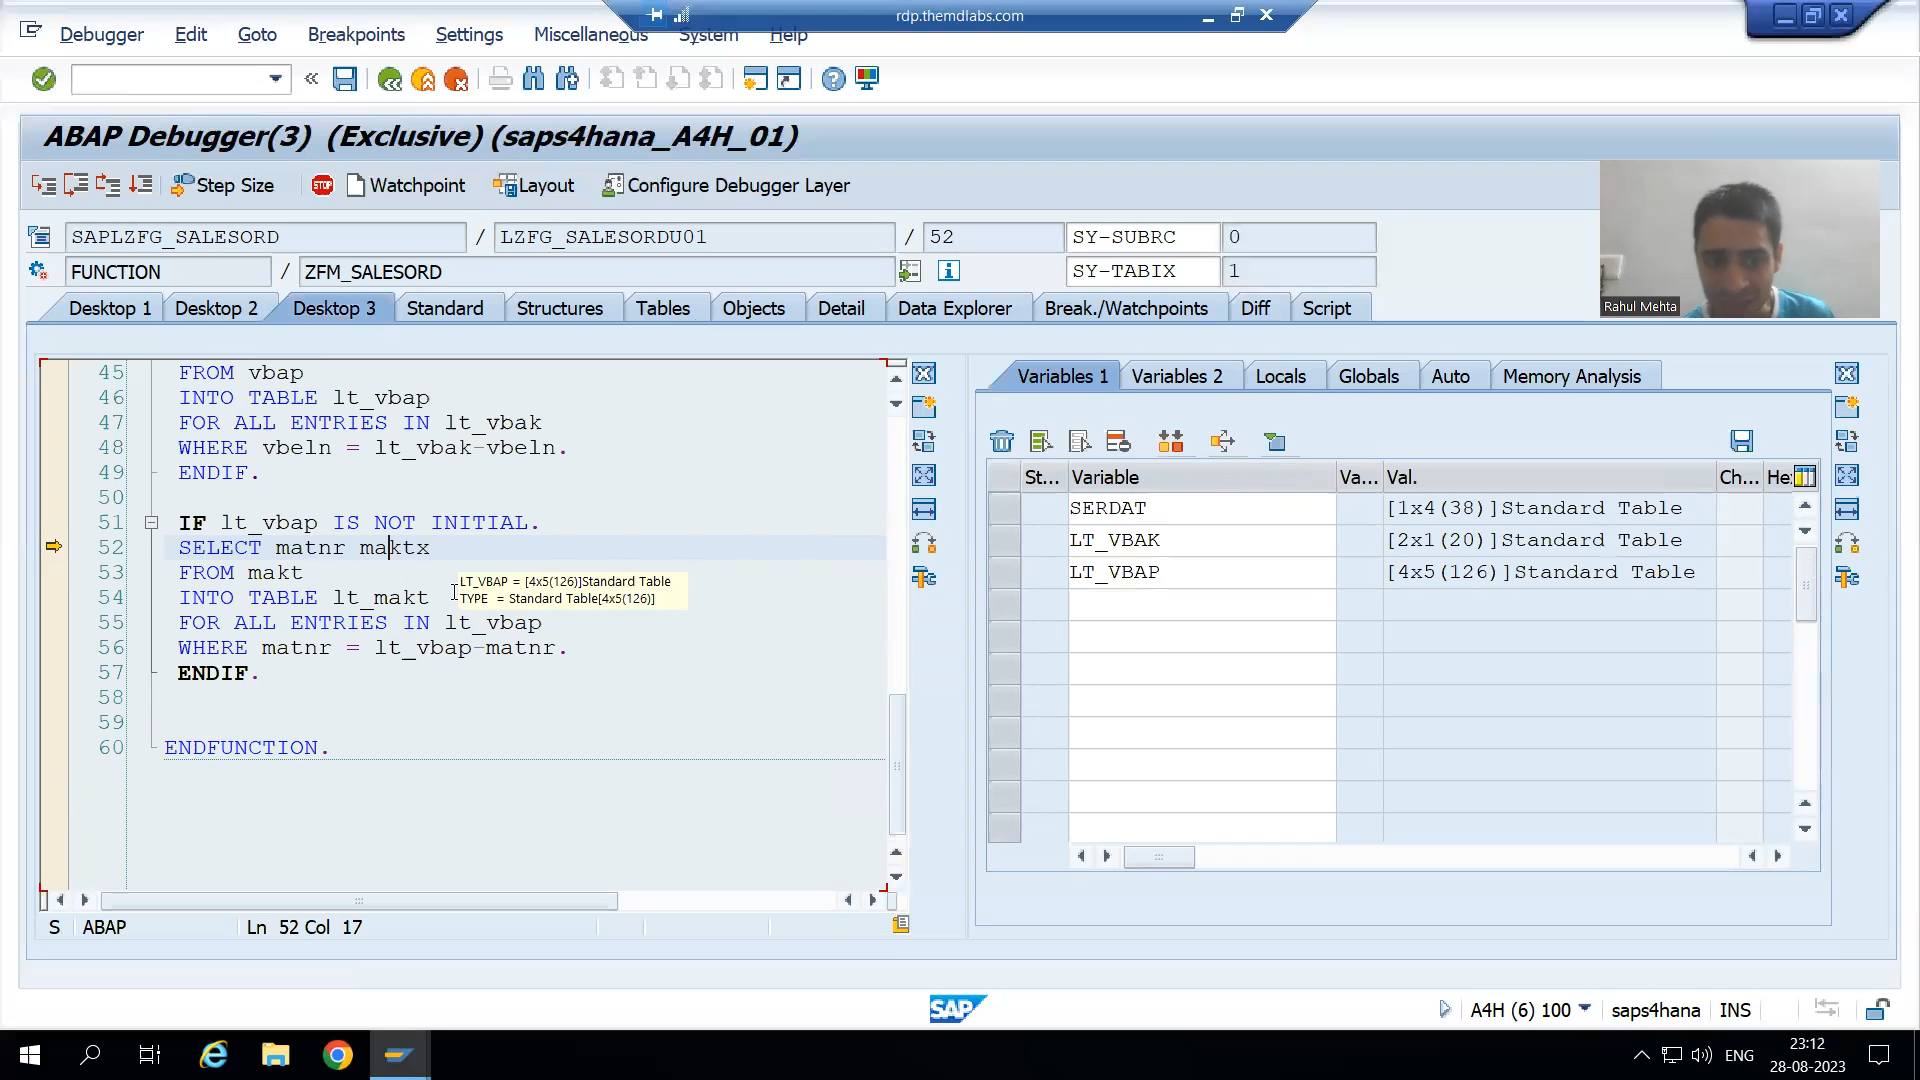 rdp.themdlabs.com
Debugger Edit Goto Breakpoints Settings Miscellaneous System Help
ABAP Debugger(3) (Exclusive) (saps4hana_A4H_01)
Step Size STOP Watchpoint Layout Configure Debugger Layer
SAPLZFG_SALESORD / LZFG_SALESORDU01 / 52 SY-SUBRC 0
FUNCTION / ZFM_SALESORD SY-TABIX 1
Rahul Mehta
Desktop 1 Desktop 2 Desktop 3 Standard Structures Tables Objects Detail Data Explorer Break./Watchpoints Diff Script
45 FROM vbap
46 INTO TABLE lt_vbap
47 FOR ALL ENTRIES IN lt_vbak
48 WHERE vbeln = lt_vbak-vbeln.
49 ENDIF.
50
51 IF lt_vbap IS NOT INITIAL.
52 SELECT matnr maktx
53 FROM makt
54 INTO TABLE lt_makt
55 FOR ALL ENTRIES IN lt_vbap
56 WHERE matnr = lt_vbap-matnr.
57 ENDIF.
58
59
60 ENDFUNCTION.
LT_VBAP = [4x5(126)]Standard Table
TYPE = Standard Table[4x5(126)]
S ABAP Ln 52 Col 17
Variables 1 Variables 2 Locals Globals Auto Memory Analysis
St... Variable Va... Val. Ch... He
SERDAT [1x4(38)]Standard Table
LT_VBAK [2x1(20)]Standard Table
LT_VBAP [4x5(126)]Standard Table
SAP A4H (6) 100 saps4hana INS
ENG 23:12
28-08-2023